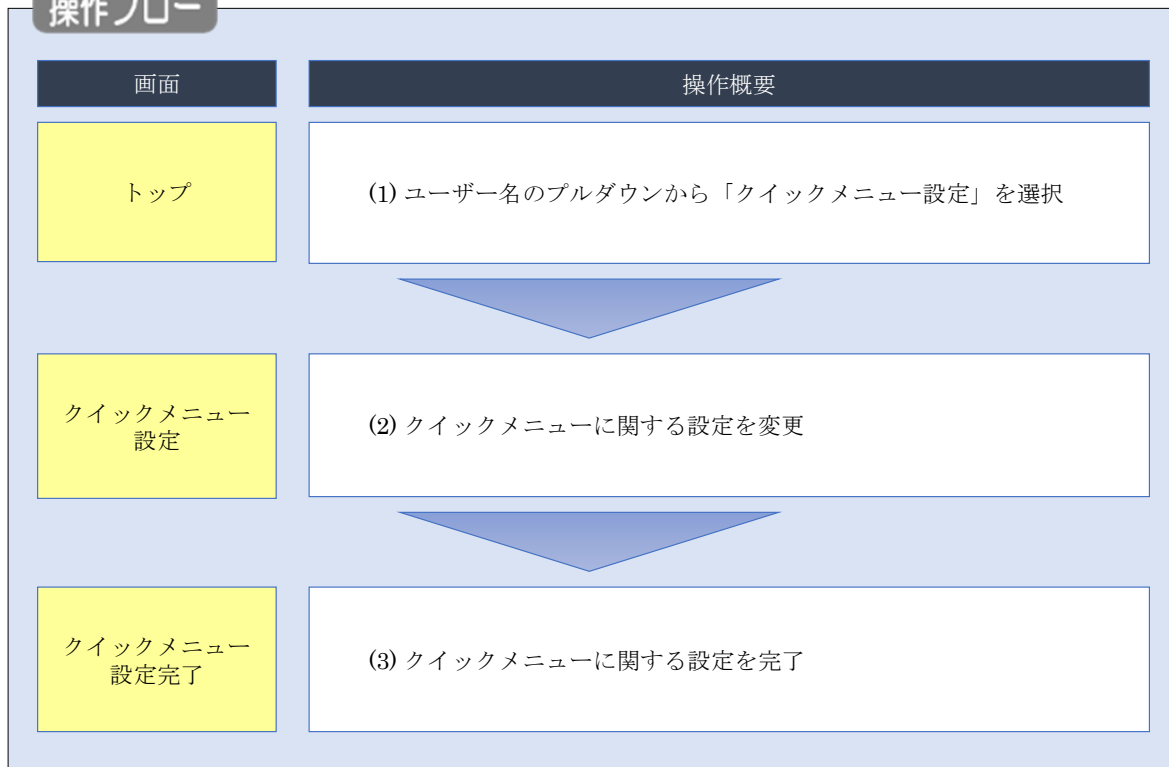 操作フロー
画面
操作概要
トップ
(1) ユーザー名のプルダウンから「クイックメニュー設定」を選択
クイックメニュー
設定
(2) クイックメニューに関する設定を変更
クイックメニュー
設定完了
(3) クイックメニューに関する設定を完了